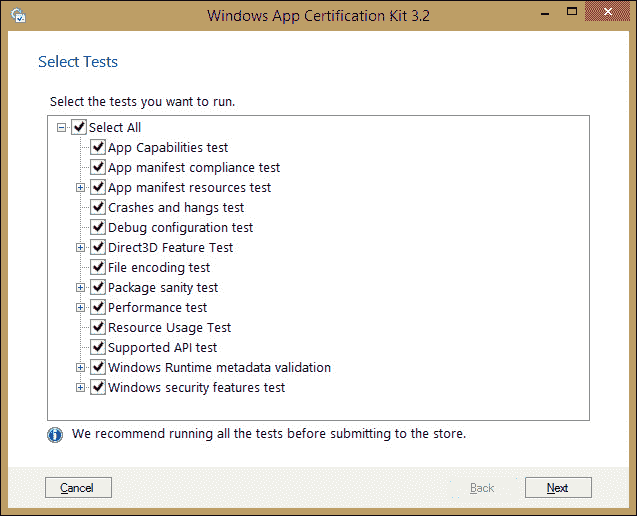 Windows App Certification Kit 3.2
Select Tests
Select the tests you want to run.
Select All
App Capabilities test
App manifest compliance test
App manifest resources test
Crashes and hangs test
Debug configuration test
Direct3D Feature Test
File encoding test
Package sanity test
Performance test
Resource Usage Test
Supported API test
Windows Runtime metadata validation
Windows security features test
We recommend running all the tests before submitting to the store.
Cancel Back Next